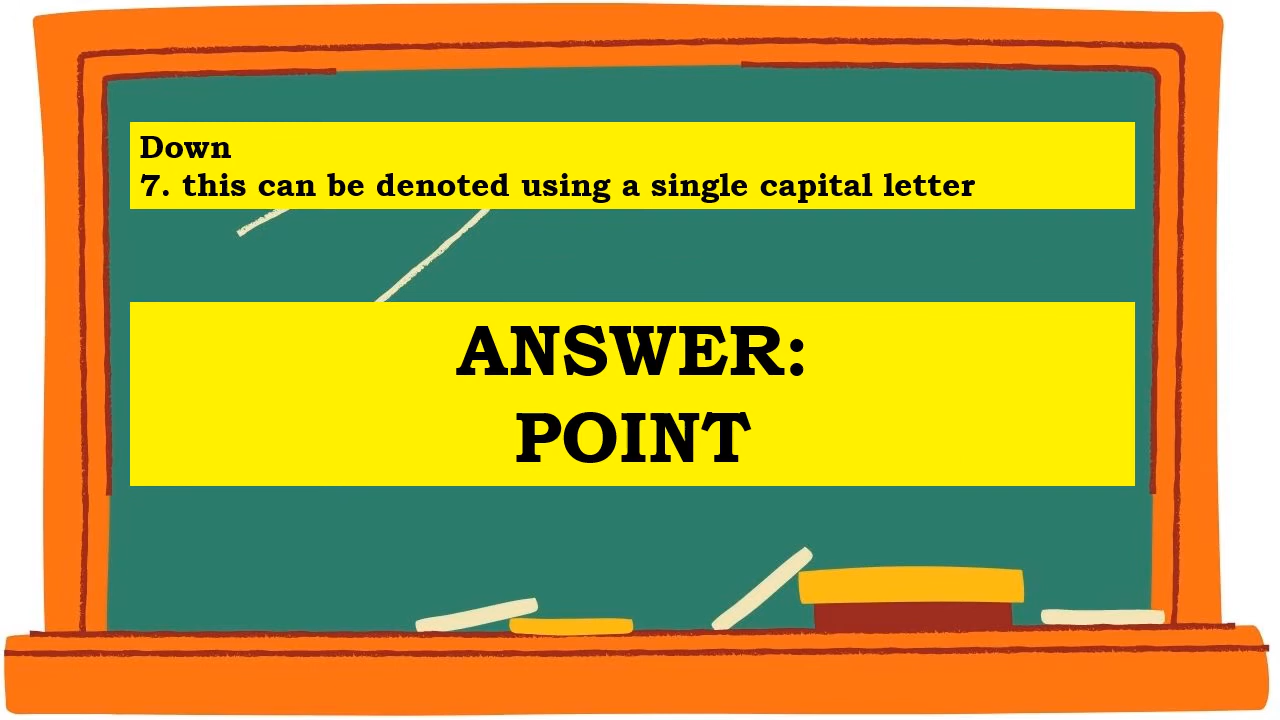 Down
7. this can be denoted using a single capital letter
ANSWER:
POINT